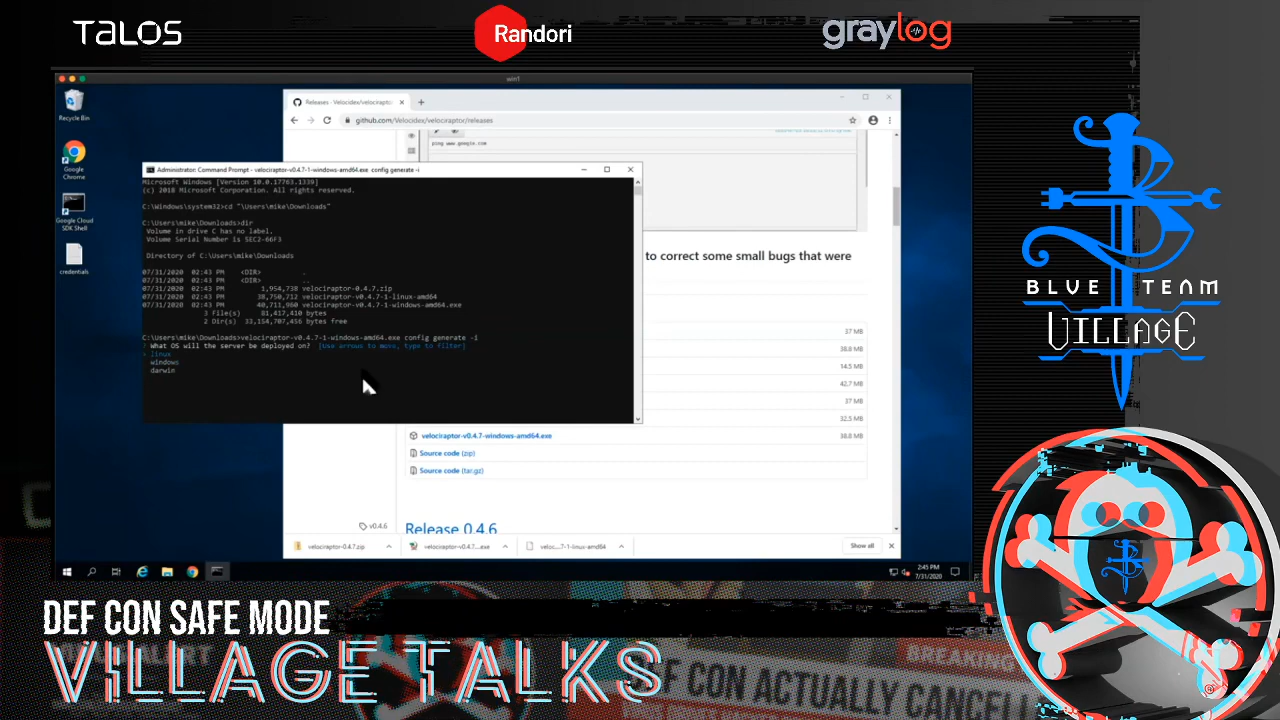 TALOS
Randori
graylog
win1
Recycle Bin
Google Chrome
Google Cloud SDK Shell
credentials
Releases · Velocidex/velociraptor
github.com/Velocidex/velociraptor/releases
ping www.google.com
Administrator: Command Prompt - velociraptor-v0.4.7-1-windows-amd64.exe config generate -i
Microsoft Windows [Version 10.0.17763.1339]
(c) 2018 Microsoft Corporation. All rights reserved.
C:\Windows\system32>cd "\Users\mike\Downloads"
C:\Users\mike\Downloads>dir
Volume in drive C has no label.
Volume Serial Number is 5EC2-66F3
Directory of C:\Users\mike\Downloads
07/31/2020 02:43 PM <DIR> .
07/31/2020 02:43 PM <DIR> ..
07/31/2020 02:43 PM 1,954,738 velociraptor-0.4.7.zip
07/31/2020 02:43 PM 38,750,712 velociraptor-v0.4.7-1-linux-amd64
07/31/2020 02:43 PM 40,711,960 velociraptor-v0.4.7-1-windows-amd64.exe
3 File(s) 81,417,410 bytes
2 Dir(s) 32,154,707,456 bytes free
C:\Users\mike\Downloads>velociraptor-v0.4.7-1-windows-amd64.exe config generate -i
? What OS will the server be deployed on? [Use arrows to move, type to filter]
> linux
windows
darwin
to correct some small bugs that were
37 MB
38.8 MB
14.5 MB
42.7 MB
37 MB
32.5 MB
velociraptor-v0.4.7-windows-amd64.exe
38.8 MB
Source code (zip)
Source code (tar.gz)
v0.4.6
Release 0.4.6
velociraptor-0.4.7.zip
velociraptor-v0.4.7....exe
veloc....7-1-linux-amd64
Show all
2:45 PM
7/31/2020
BLUE TEAM
VILLAGE
DEF CON SAFE MODE
VILLAGE TALKS
BREAKING
DEF CON ACTUALLY CANCEL